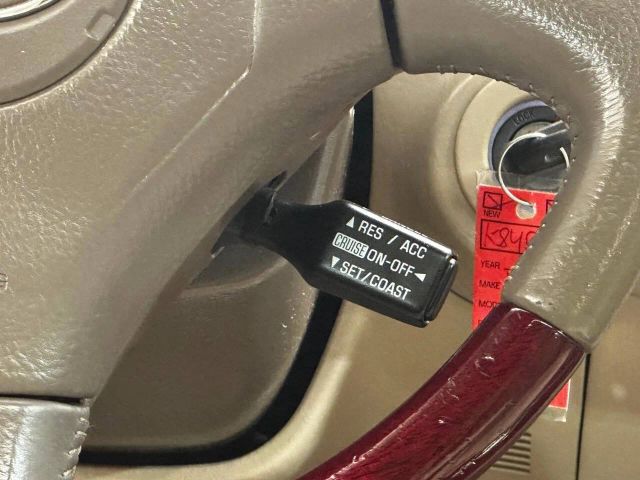 LOCK
▲ RES / ACC
CRUISE ON-OFF ◀
▼ SET/COAST
NEW
YEAR
MAKE